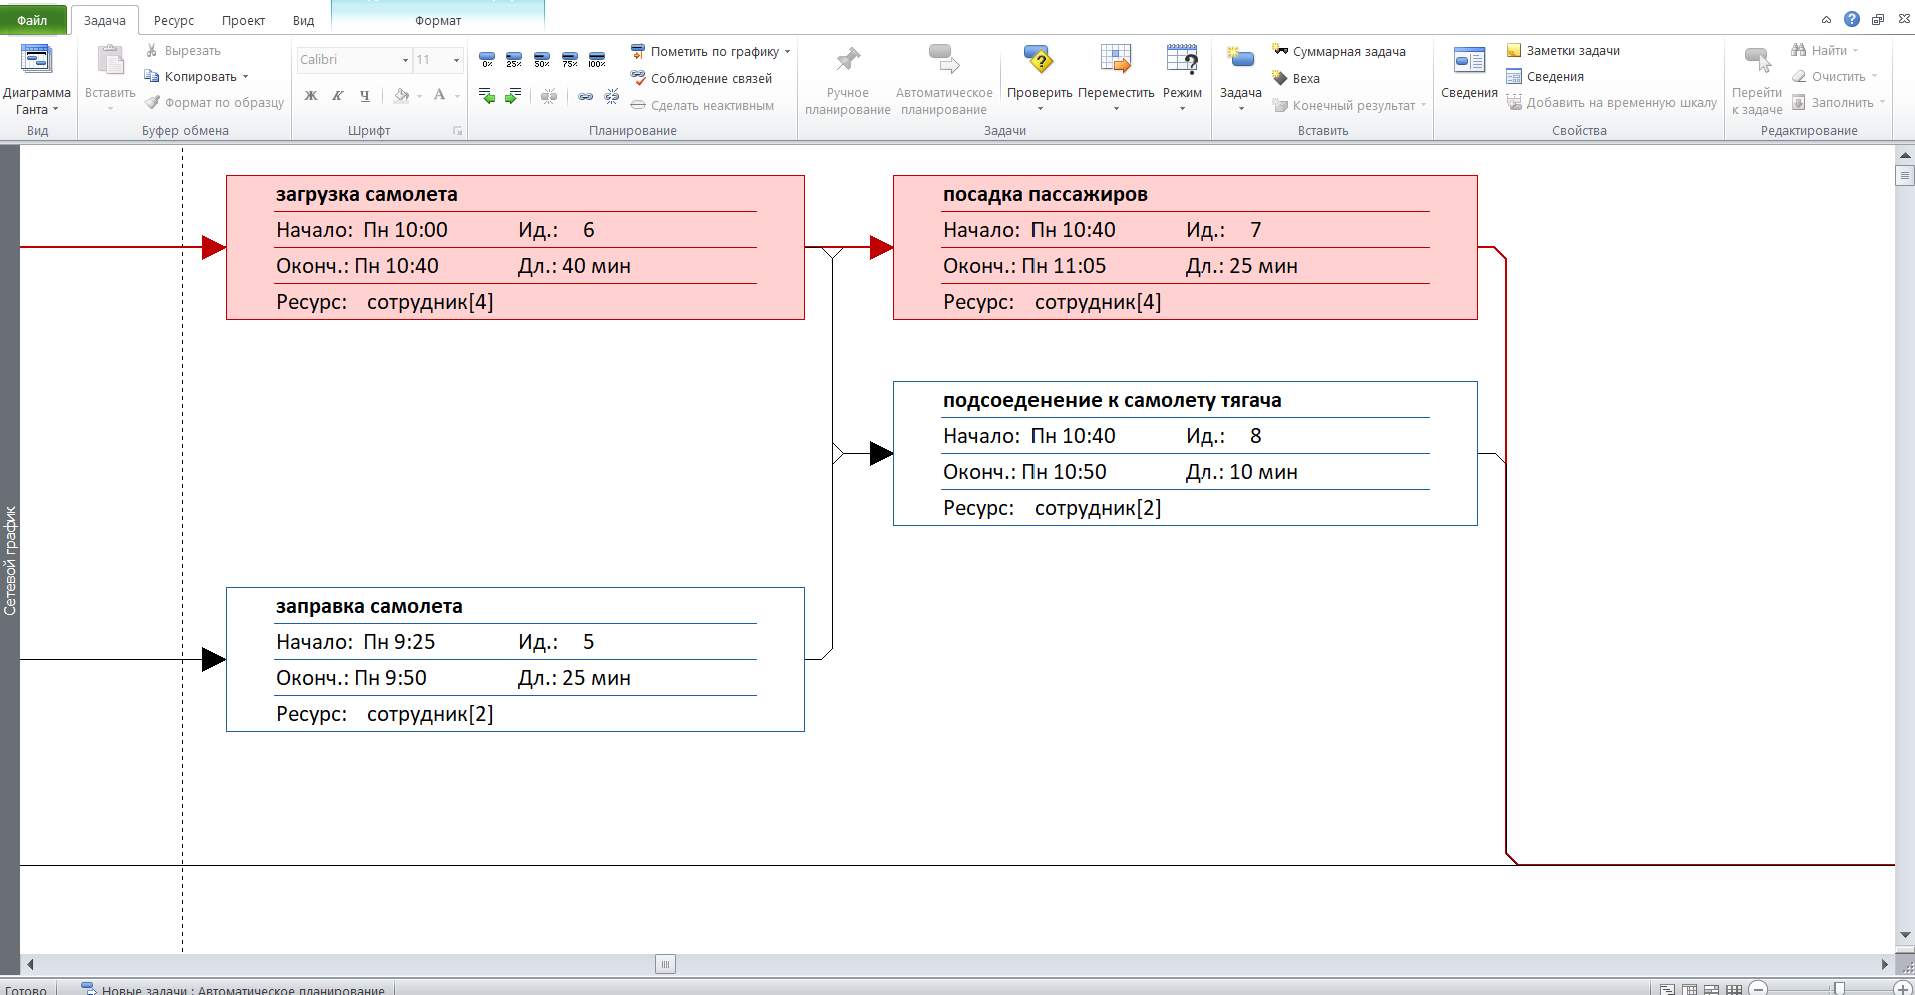 Файл Задача Ресурс Проект Вид Формат
Диаграмма Ганта
Вид
Вставить
Вырезать
Копировать
Формат по образцу
Буфер обмена
Calibri 11
Ж К Ч А
Шрифт
0% 25% 50% 75% 100%
Пометить по графику
Соблюдение связей
Сделать неактивным
Планирование
Ручное планирование
Автоматическое планирование
Проверить
Переместить
Режим
Задачи
Задача
Суммарная задача
Веха
Конечный результат
Вставить
Сведения
Заметки задачи
Сведения
Добавить на временную шкалу
Свойства
Перейти к задаче
Найти
Очистить
Заполнить
Редактирование
Сетевой график
загрузка самолета
Начало: Пн 10:00 Ид.: 6
Оконч.: Пн 10:40 Дл.: 40 мин
Ресурс: сотрудник[4]
посадка пассажиров
Начало: Пн 10:40 Ид.: 7
Оконч.: Пн 11:05 Дл.: 25 мин
Ресурс: сотрудник[4]
подсоеденение к самолету тягача
Начало: Пн 10:40 Ид.: 8
Оконч.: Пн 10:50 Дл.: 10 мин
Ресурс: сотрудник[2]
заправка самолета
Начало: Пн 9:25 Ид.: 5
Оконч.: Пн 9:50 Дл.: 25 мин
Ресурс: сотрудник[2]
Готово Новые задачи : Автоматическое планирование